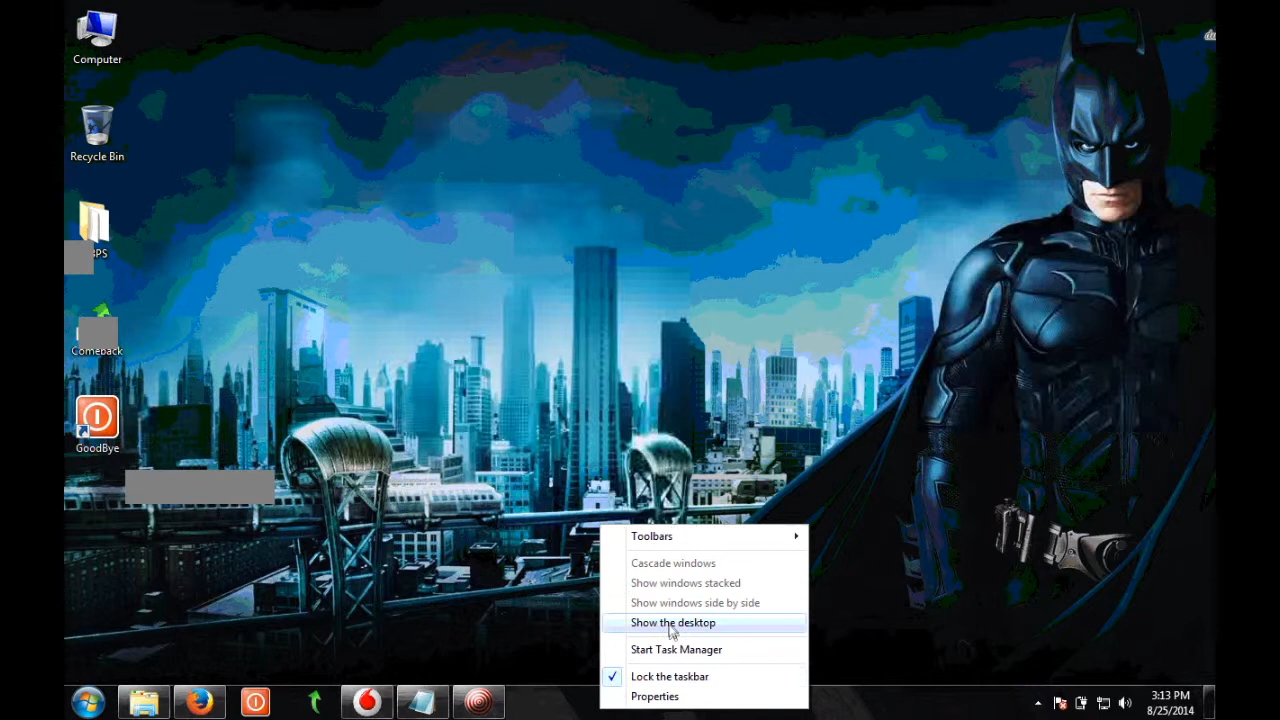 Computer
Recycle Bin
Comeback
GoodBye
Toolbars
Cascade windows
Show windows stacked
Show windows side by side
Show the desktop
Start Task Manager
Lock the taskbar
Properties
3:13 PM
8/25/2014